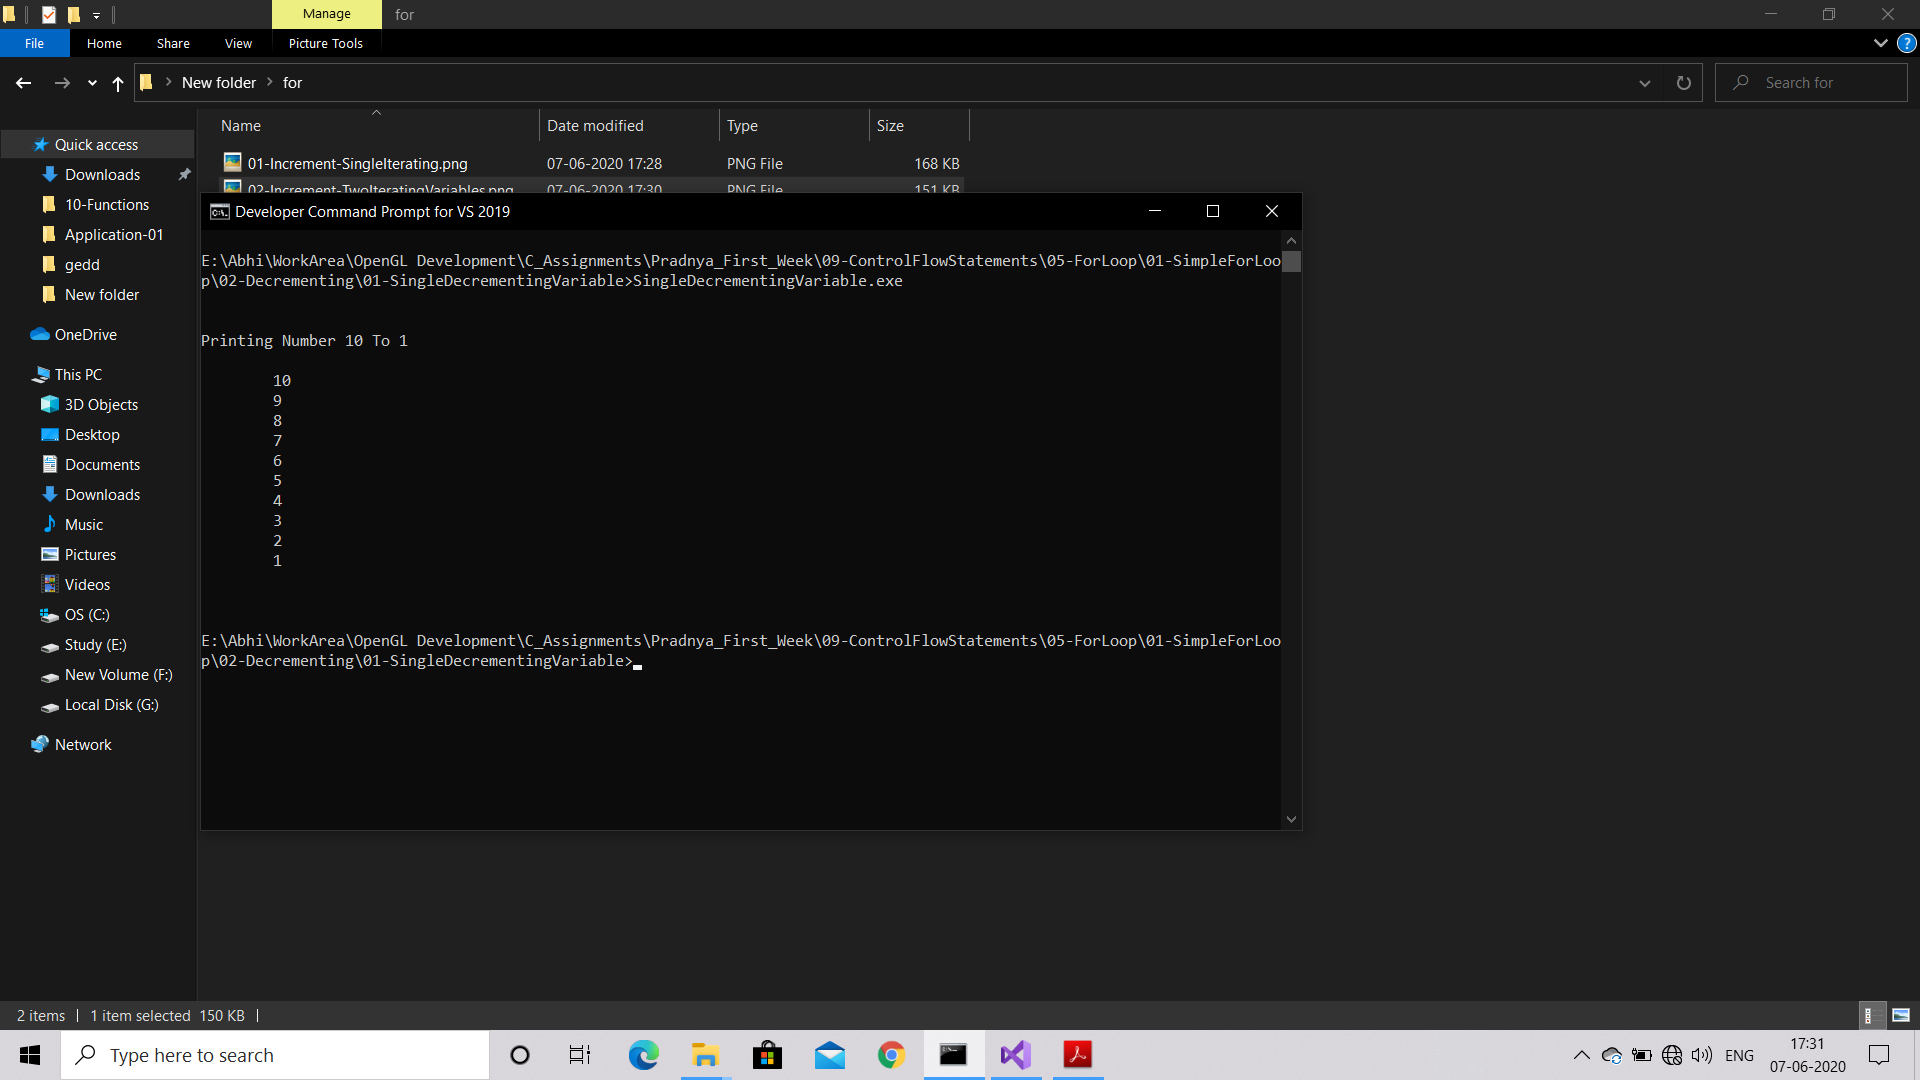 Manage
for
File
Home
Share
View
Picture Tools
New folder
for
Search for
Name
Date modified
Type
Size
01-Increment-SingleIterating.png
07-06-2020 17:28
PNG File
168 KB
02-Increment-TwoIteratingVariables.png
07-06-2020 17:30
PNG File
151 KB
Quick access
Downloads
10-Functions
Application-01
gedd
New folder
OneDrive
This PC
3D Objects
Desktop
Documents
Downloads
Music
Pictures
Videos
OS (C:)
Study (E:)
New Volume (F:)
Local Disk (G:)
Network
Developer Command Prompt for VS 2019
E:\Abhi\WorkArea\OpenGL Development\C_Assignments\Pradnya_First_Week\09-ControlFlowStatements\05-ForLoop\01-SimpleForLoo
p\02-Decrementing\01-SingleDecrementingVariable>SingleDecrementingVariable.exe
Printing Number 10 To 1
10
9
8
7
6
5
4
3
2
1
E:\Abhi\WorkArea\OpenGL Development\C_Assignments\Pradnya_First_Week\09-ControlFlowStatements\05-ForLoop\01-SimpleForLoo
p\02-Decrementing\01-SingleDecrementingVariable>
2 items
1 item selected 150 KB
Type here to search
ENG
17:31
07-06-2020